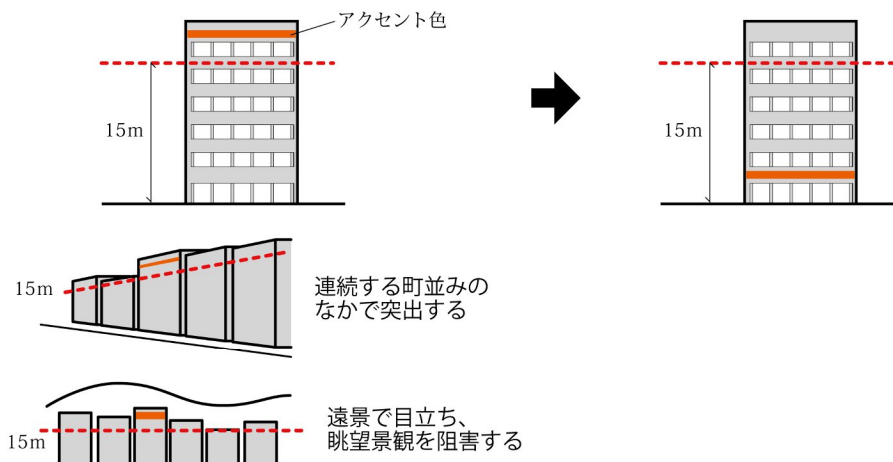 アクセント色
15m
15m
15m
連続する町並みの
なかで突出する
15m
遠景で目立ち、
眺望景観を阻害する